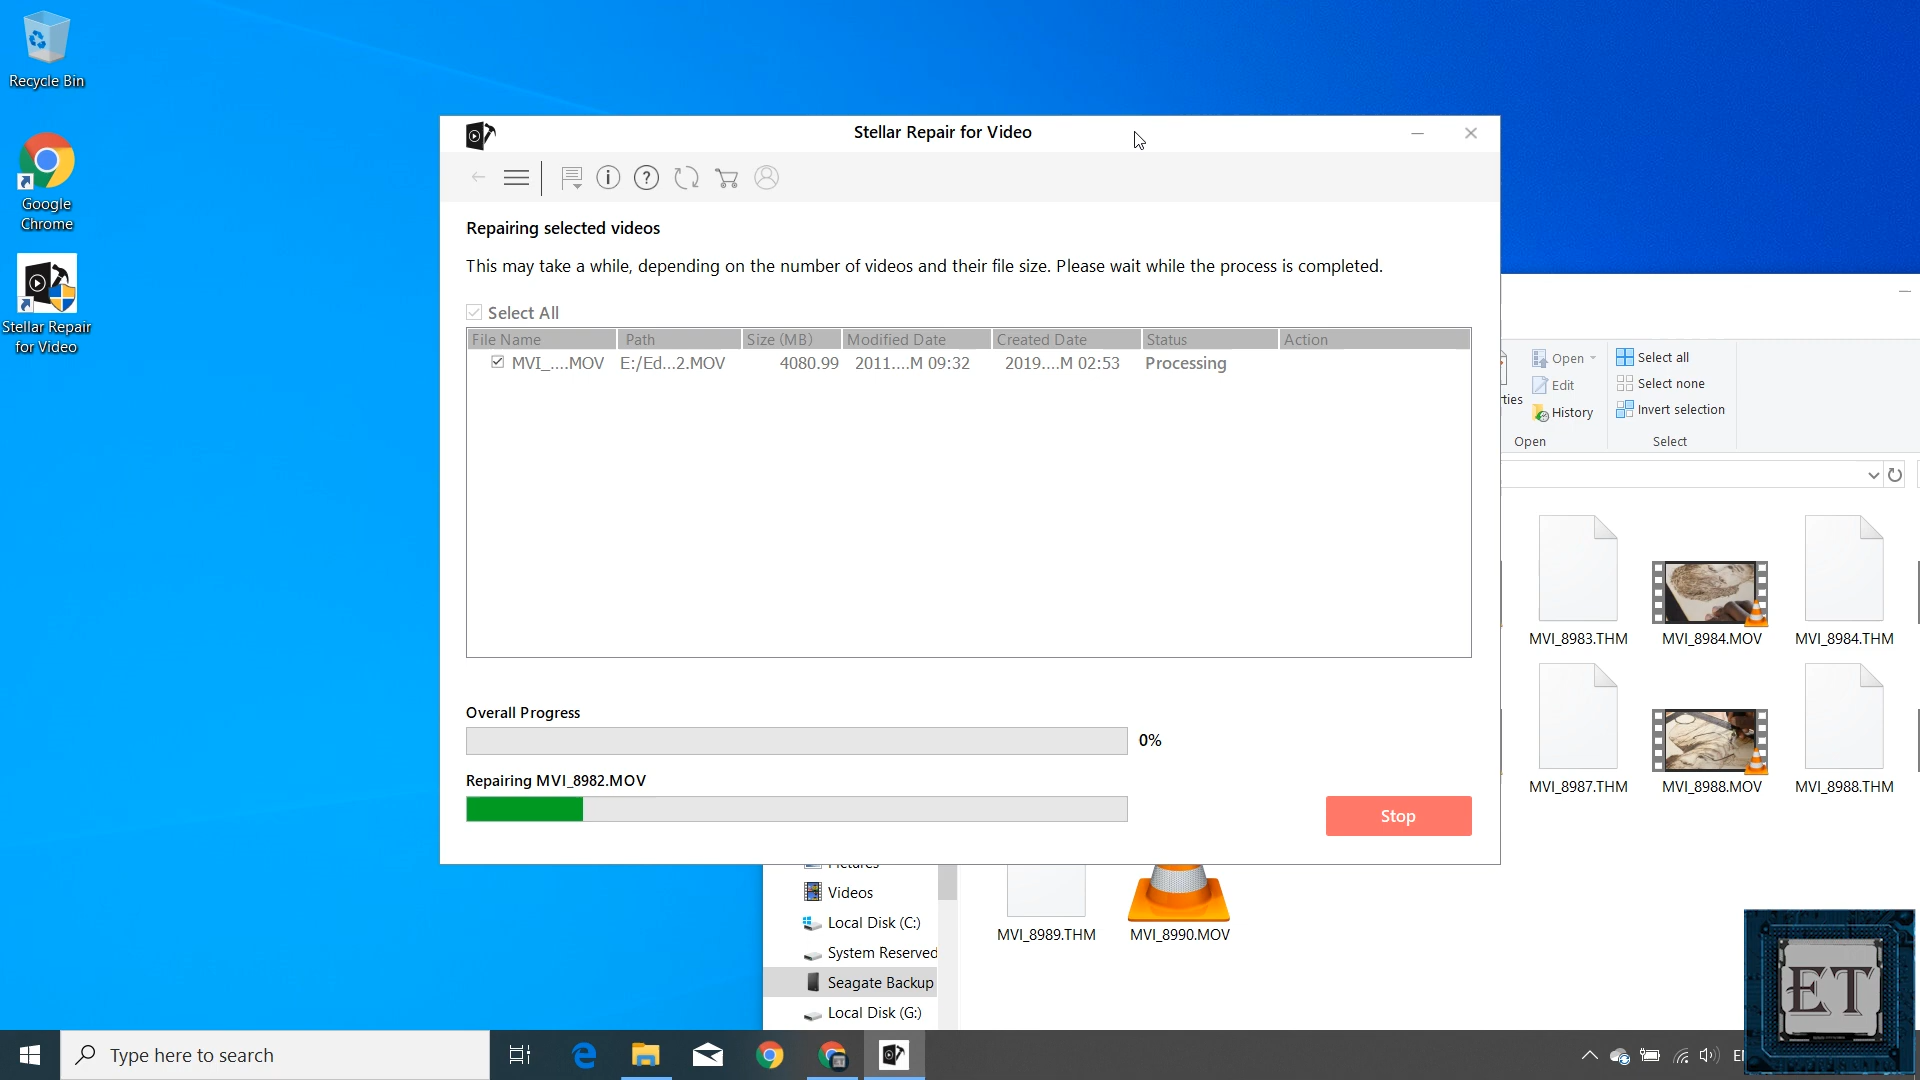 Recycle Bin
Google
Chrome
Stellar Repair
for Video
Stellar Repair for Video
Repairing selected videos
This may take a while, depending on the number of videos and their file size. Please wait while the process is completed.
Select All
File Name Path Size (MB) Modified Date Created Date Status Action
MVI_....MOV E:/Ed...2.MOV 4080.99 2011....M 09:32 2019....M 02:53 Processing
Overall Progress
0%
Repairing MVI_8982.MOV
Stop
ties
Open
Edit
History
Open
Select all
Select none
Invert selection
Select
MVI_8983.THM MVI_8984.MOV MVI_8984.THM
MVI_8987.THM MVI_8988.MOV MVI_8988.THM
Pictures
Videos
Local Disk (C:)
System Reserved
Seagate Backup
Local Disk (G:)
MVI_8989.THM MVI_8990.MOV
ET
Type here to search